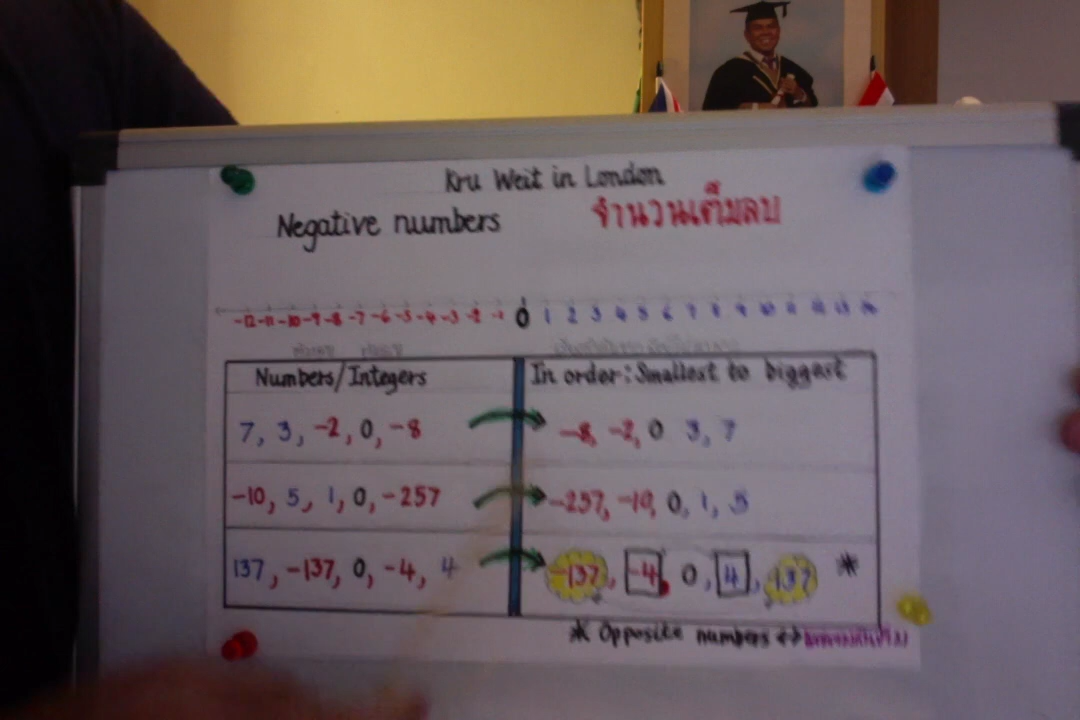 Kru Weit in London
Negative numbers จำนวนเต็มลบ
-12 -11 -10 -9 -8 -7 -6 -5 -4 -3 -2 -1 0 1 2 3 4 5 6 7 8 9 10 11 12 13 14
Numbers/Integers In order: Smallest to biggest
7, 3, -2, 0, -8 -8, -2, 0 3, 7
-10, 5, 1, 0, -257 -257, -10, 0, 1, 5
137, -137, 0, -4, 4 -137, -4, 0, 4, 137 *
* Opposite numbers ↔